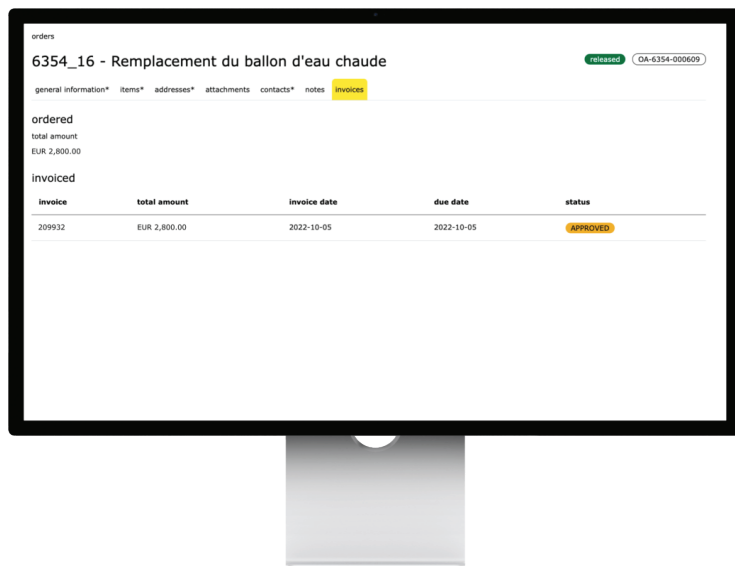 orders
6354_16 - Remplacement du ballon d'eau chaude
released OA-6354-000609
general information* items* addresses* attachments contacts* notes invoices
ordered
total amount
EUR 2,800.00
invoiced
invoice total amount invoice date due date status
209932 EUR 2,800.00 2022-10-05 2022-10-05 APPROVED